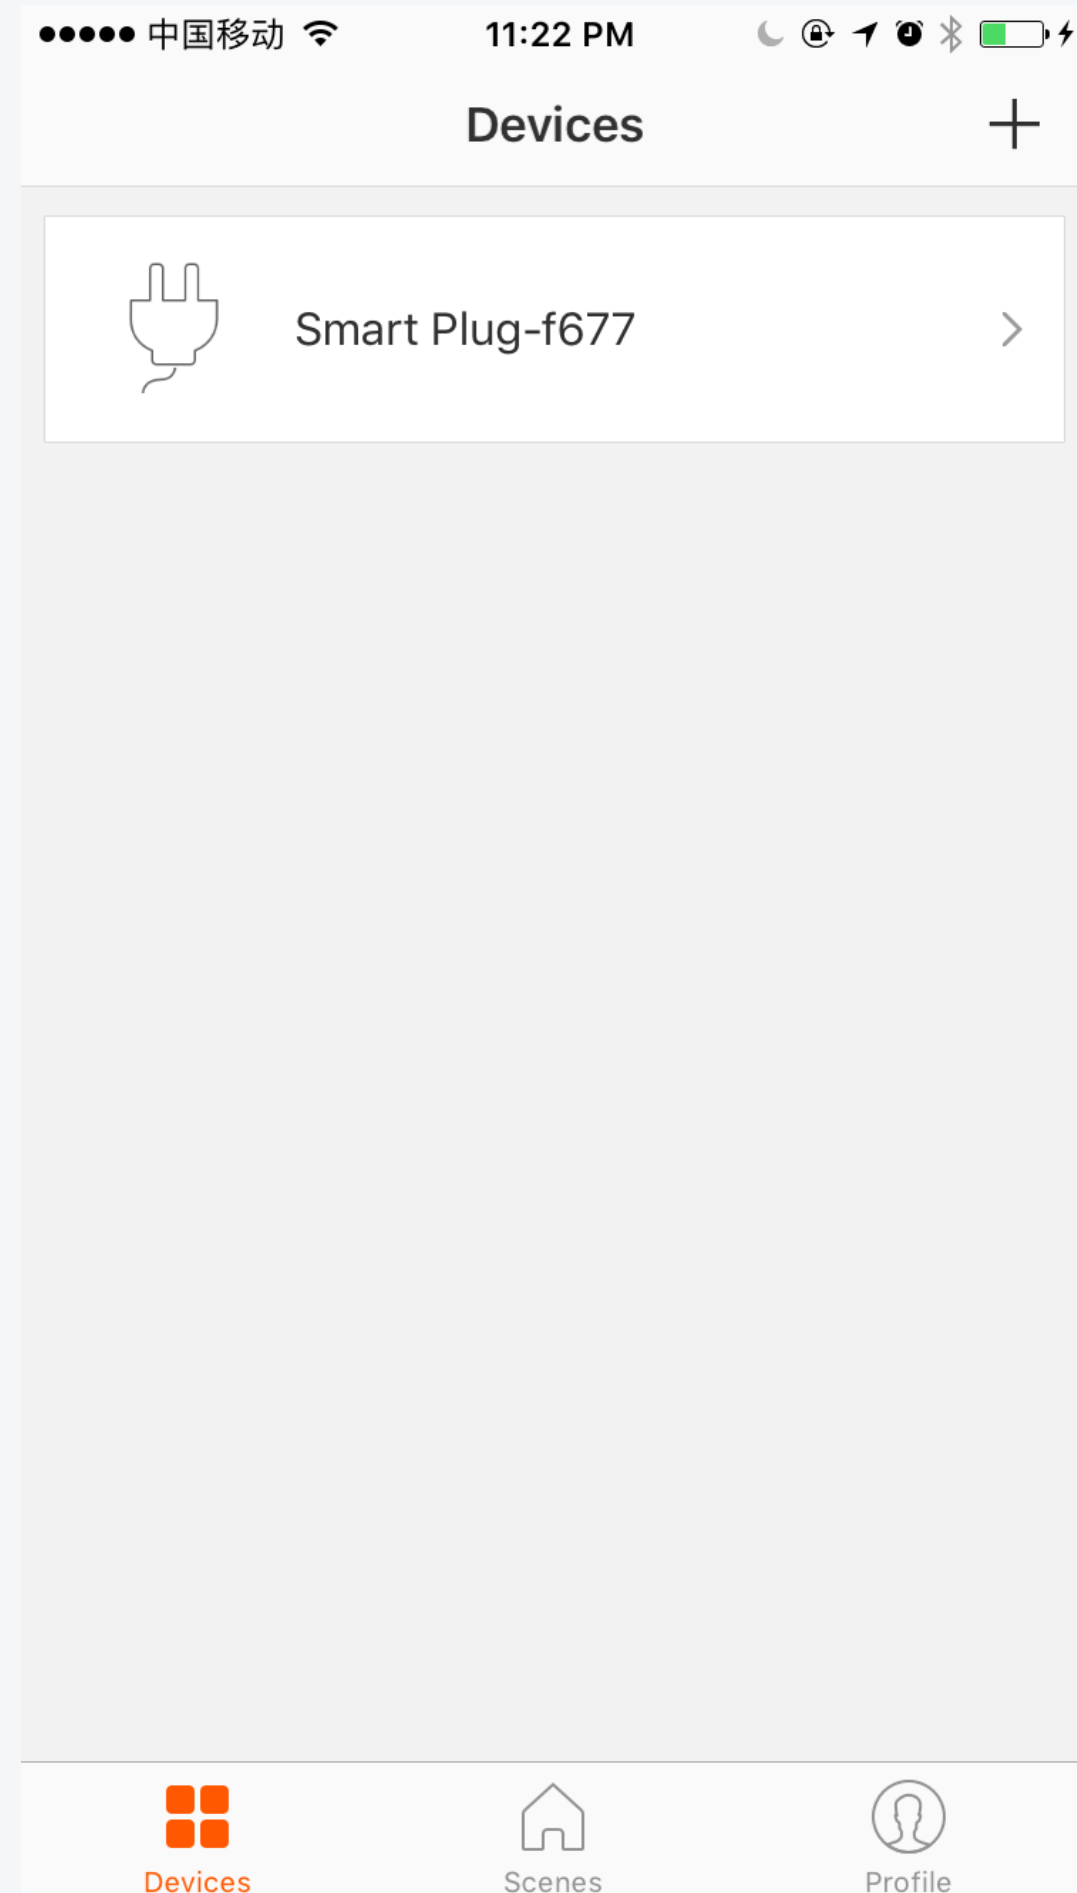 中国移动 11:22 PM
Devices
Smart Plug-f677
Devices Scenes Profile